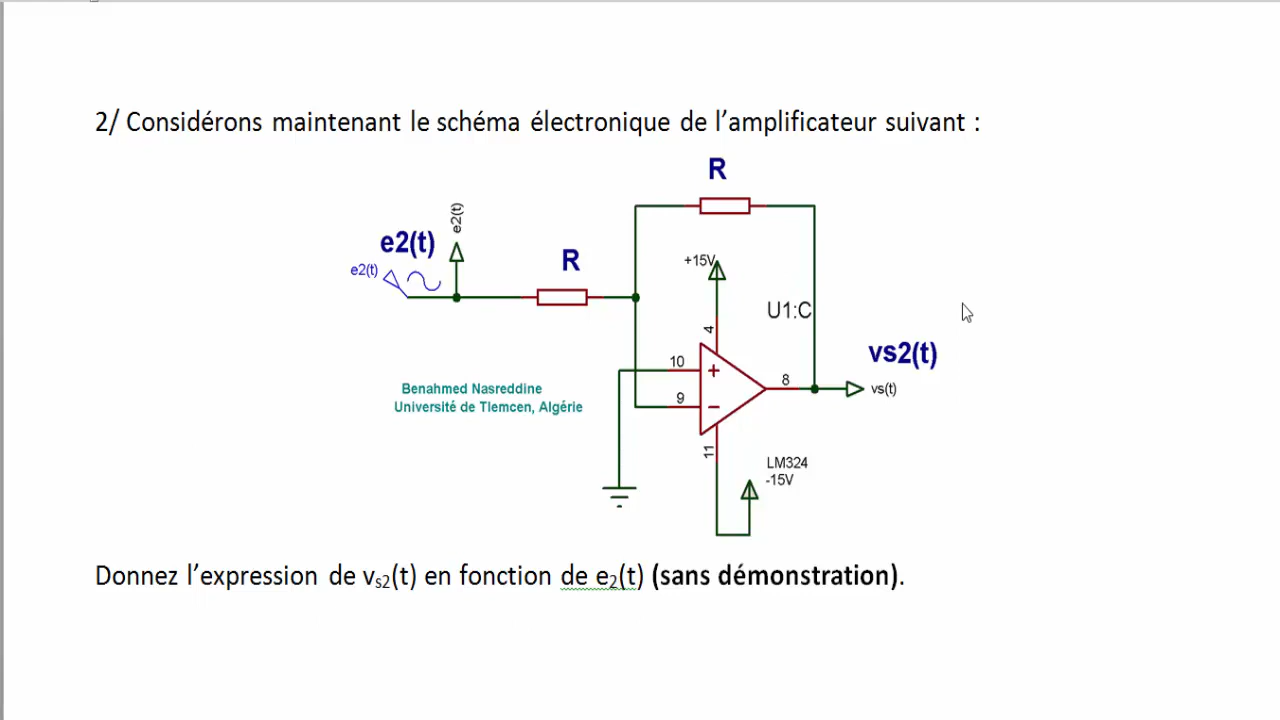 2/ Considérons maintenant le schéma électronique de l’amplificateur suivant :
R
e2(t)
e2(t)
e2(t)
R
+15V
U1:C
4
vs2(t)
10
+
8
vs(t)
9
−
Benahmed Nasreddine
Université de Tlemcen, Algérie
11
LM324
-15V
Donnez l’expression de vs2(t) en fonction de e2(t) (sans démonstration).